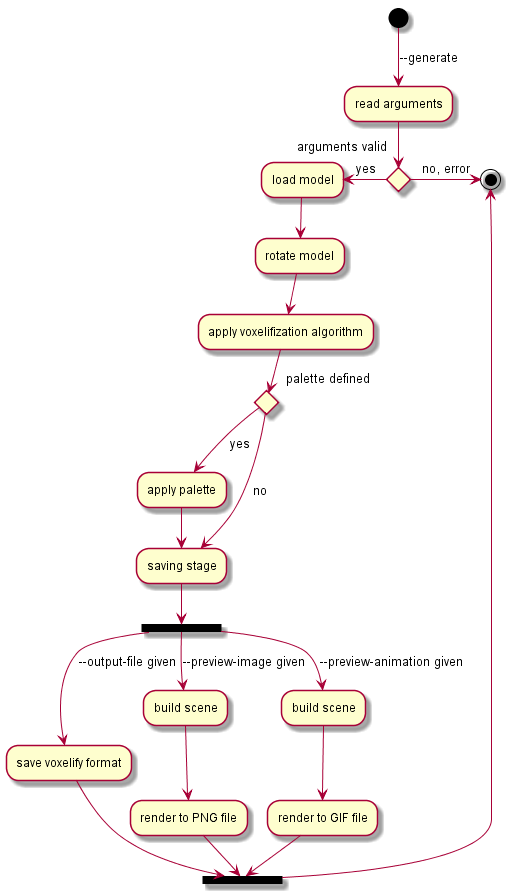 --generate
read arguments
arguments valid
load model
yes
no, error
rotate model
apply voxelifization algorithm
palette defined
yes
apply palette
no
saving stage
--output-file given
--preview-image given
--preview-animation given
build scene
build scene
save voxelify format
render to PNG file
render to GIF file